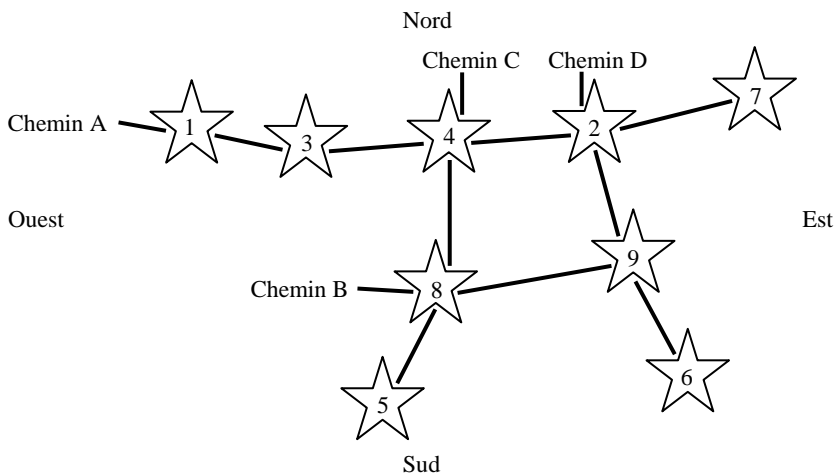 Nord
Chemin C Chemin D
7
Chemin A 1 3 4 2
Ouest Est
9
Chemin B 8
5 6
Sud